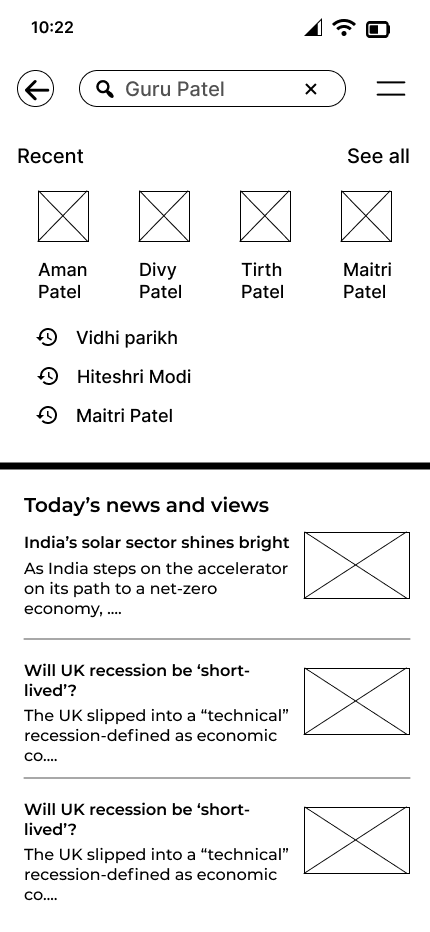 10:22
Guru Patel
Recent
See all
Aman
Patel
Divy
Patel
Tirth
Patel
Maitri
Patel
Vidhi parikh
Hiteshri Modi
Maitri Patel
Today’s news and views
India’s solar sector shines bright
As India steps on the accelerator
on its path to a net-zero
economy, ....
Will UK recession be ‘short-
lived’?
The UK slipped into a “technical”
recession-defined as economic
co....
Will UK recession be ‘short-
lived’?
The UK slipped into a “technical”
recession-defined as economic
co....